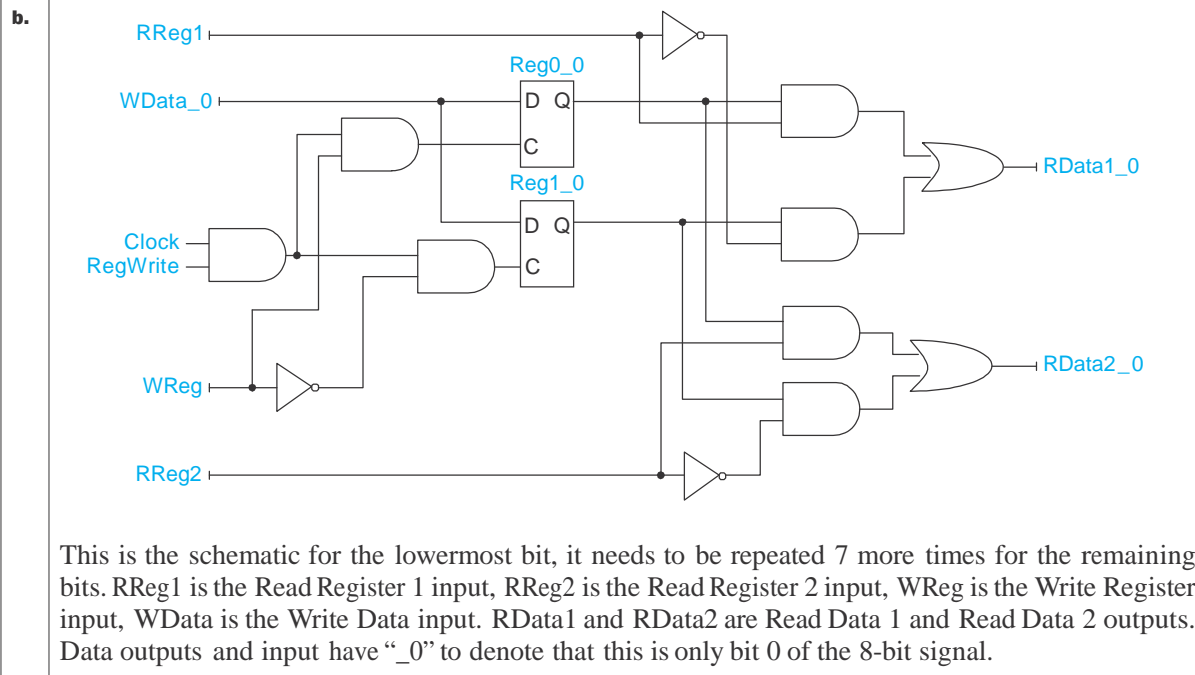 b.
RReg1
Reg0_0
WData_0
D Q
C
RData1_0
Reg1_0
D Q
Clock
RegWrite
C
RData2_0
WReg
RReg2
This is the schematic for the lowermost bit, it needs to be repeated 7 more times for the remaining
bits. RReg1 is the Read Register 1 input, RReg2 is the Read Register 2 input, WReg is the Write Register
input, WData is the Write Data input. RData1 and RData2 are Read Data 1 and Read Data 2 outputs.
Data outputs and input have “_0” to denote that this is only bit 0 of the 8-bit signal.